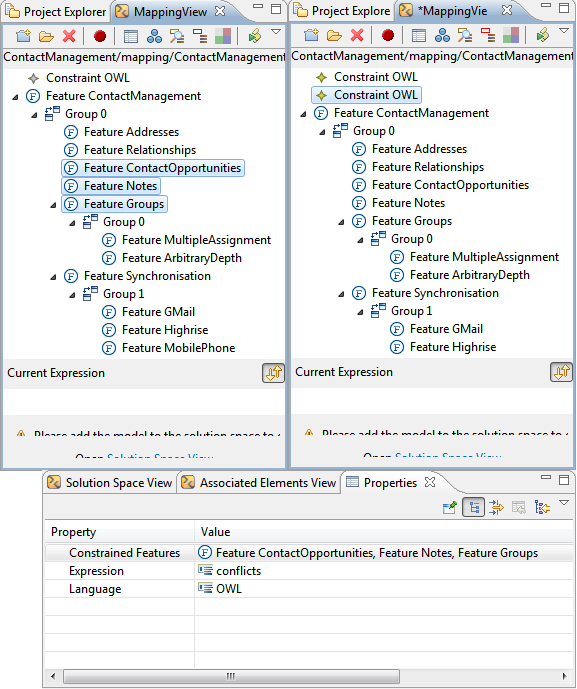 Project Explorer MappingView
ContactManagement/mapping/ContactManagement
Constraint OWL
Feature ContactManagement
Group 0
Feature Addresses
Feature Relationships
Feature ContactOpportunities
Feature Notes
Feature Groups
Group 0
Feature MultipleAssignment
Feature ArbitraryDepth
Feature Synchronisation
Group 1
Feature GMail
Feature Highrise
Feature MobilePhone
Current Expression
Please add the model to the solution space to
Open Solution Space View
Project Explorer *MappingVie
ContactManagement/mapping/ContactManagement
Constraint OWL
Constraint OWL
Feature ContactManagement
Group 0
Feature Addresses
Feature Relationships
Feature ContactOpportunities
Feature Notes
Feature Groups
Group 0
Feature MultipleAssignment
Feature ArbitraryDepth
Feature Synchronisation
Group 1
Feature GMail
Feature Highrise
Current Expression
Please add the model to the solution space to
Open Solution Space View
Solution Space View Associated Elements View Properties
Property Value
Constrained Features Feature ContactOpportunities, Feature Notes, Feature Groups
Expression conflicts
Language OWL